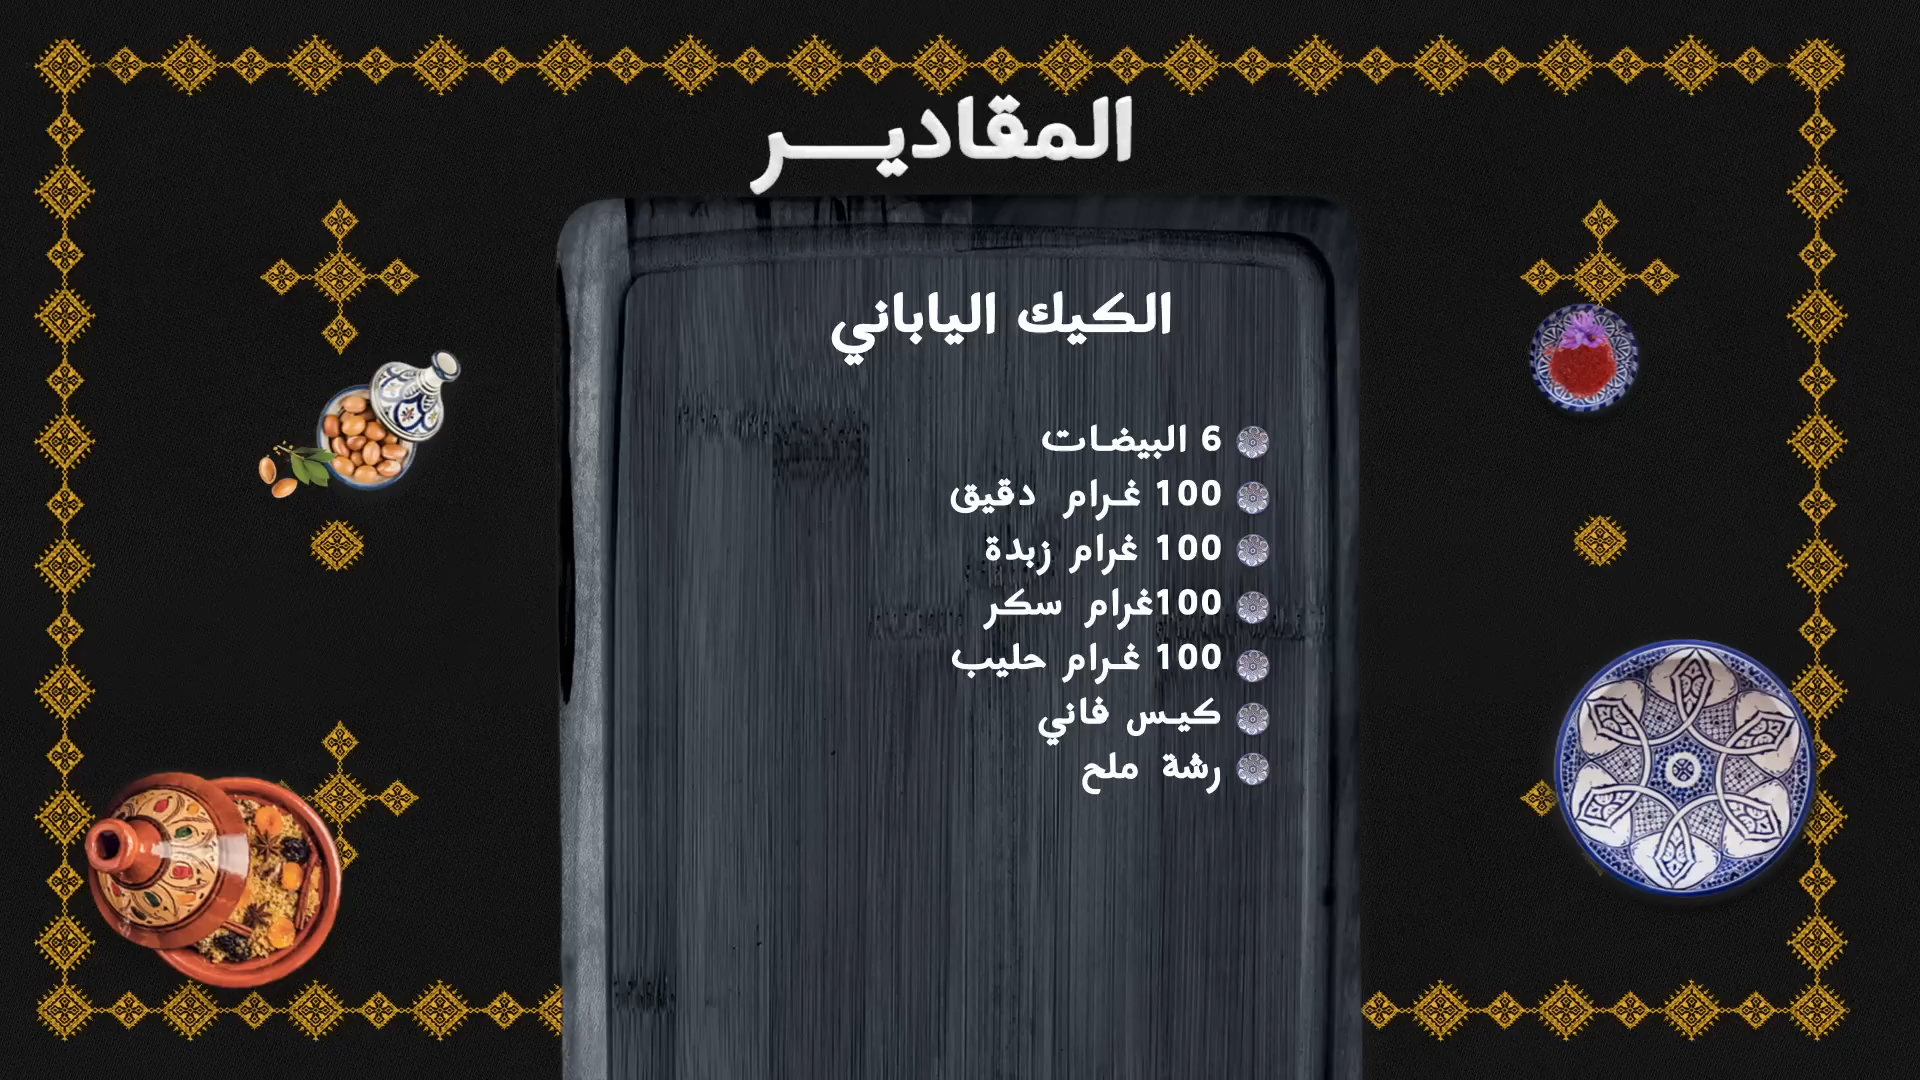 المقاديـــر
الكيك الياباني
6 البيضات
100 غرام دقيق
100 غرام زبدة
100غرام سكر
100 غرام حليب
كيس فاني
رشة ملح